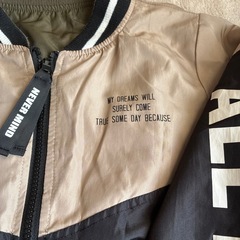 NEVER MIND
MY DREAMS WILL
SURELY COME
TRUE SOME DAY BECAUSE
ALL